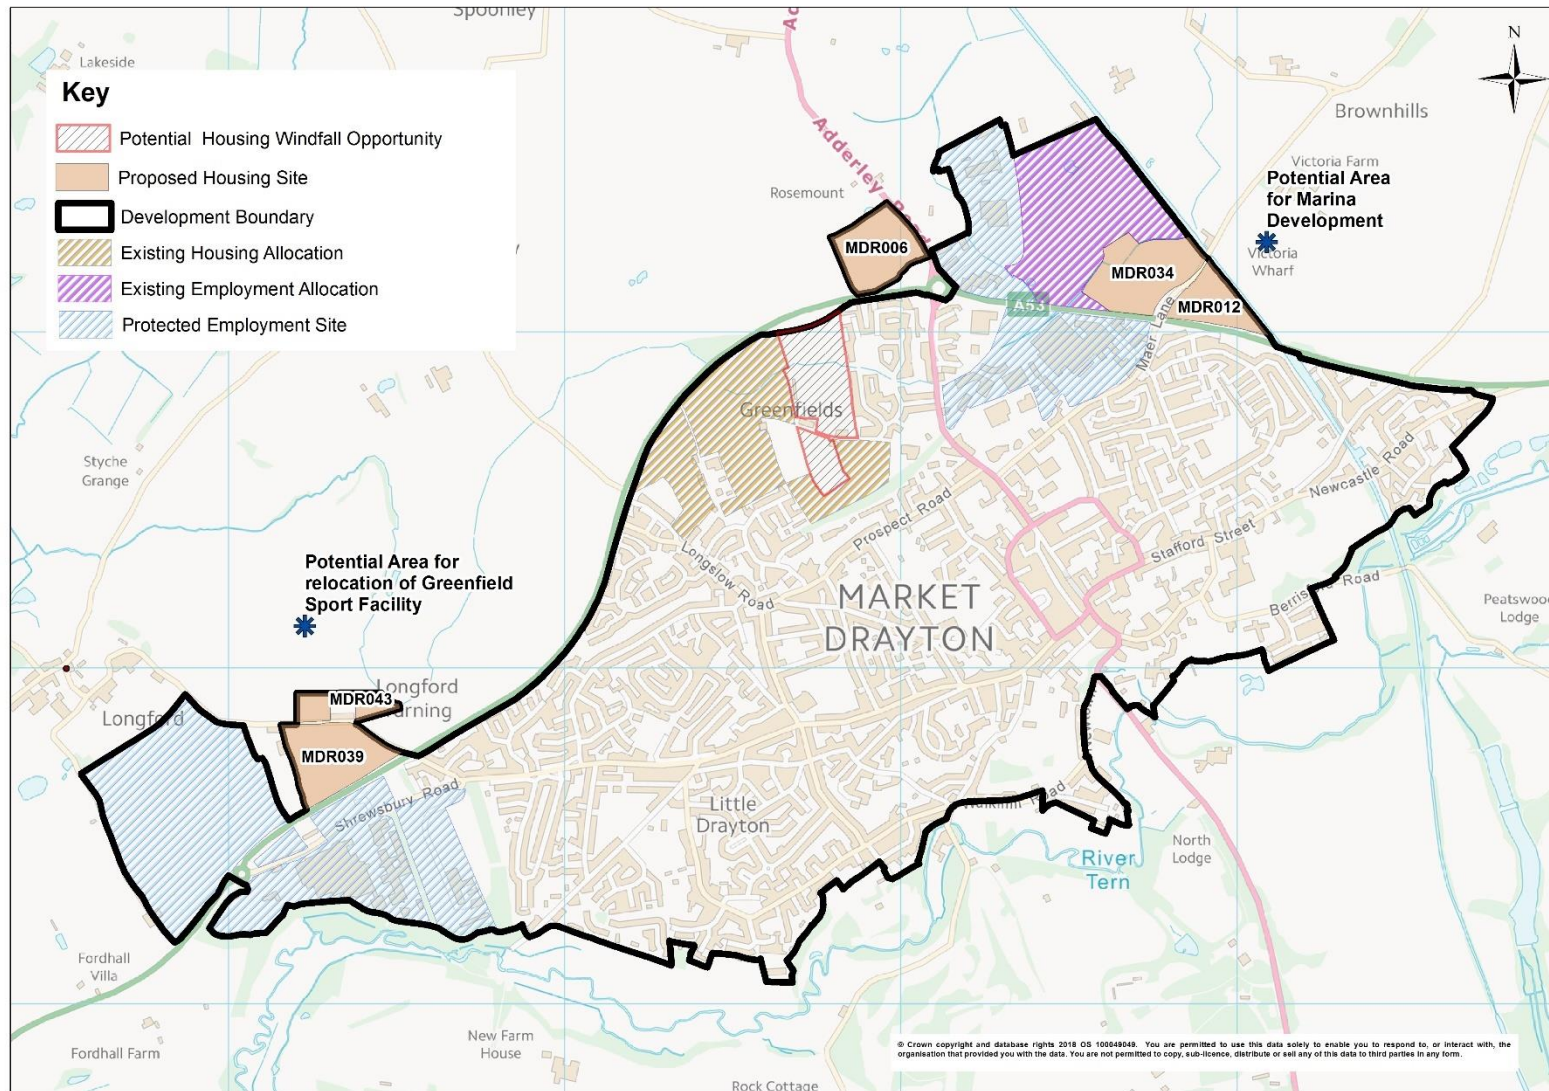 Spoonley
Lakeside
N
Key
Potential Housing Windfall Opportunity
Proposed Housing Site
Development Boundary
Existing Housing Allocation
Existing Employment Allocation
Protected Employment Site
Adderley Road
Brownhills
Victoria Farm
Potential Area
for Marina
Development
Victoria
Wharf
Rosemount
MDR006
MDR034
MDR012
A53
Maer Lane
Greenfields
Styche
Grange
Newcastle Road
Prospect Road
Stafford Street
Longslow Road
Potential Area for
relocation of Greenfield
Sport Facility
MARKET
DRAYTON
Peatswood
Lodge
Longford
MDR043
Longford
MDR039
Shrewsbury Road
Little
Drayton
North
Lodge
River
Tern
Fordhall
Villa
Fordhall Farm
New Farm
House
Rock Cottage
© Crown copyright and database rights 2018 OS 100049049. You are permitted to use this data solely to enable you to respond to, or interact with, the
organisation that provided you with the data. You are not permitted to copy, sub-licence, distribute or sell any of this data to third parties in any form.